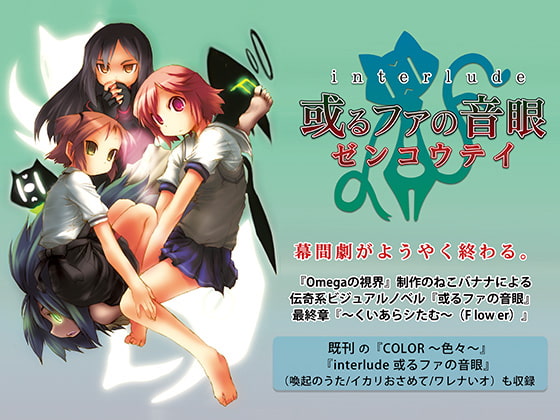 interlude
或るファの音眼
ゼンコウテイ
幕間劇がようやく終わる。
『Omegaの視界』制作のねこバナナによる
伝奇系ビジュアルノベル『或るファの音眼』
最終章『～くいあらシたむ～（F low er）』
既刊 の『COLOR ～色々～』
『interlude 或るファの音眼』
（喚起のうた/イカリおさめて/ワレナいオ）も収録